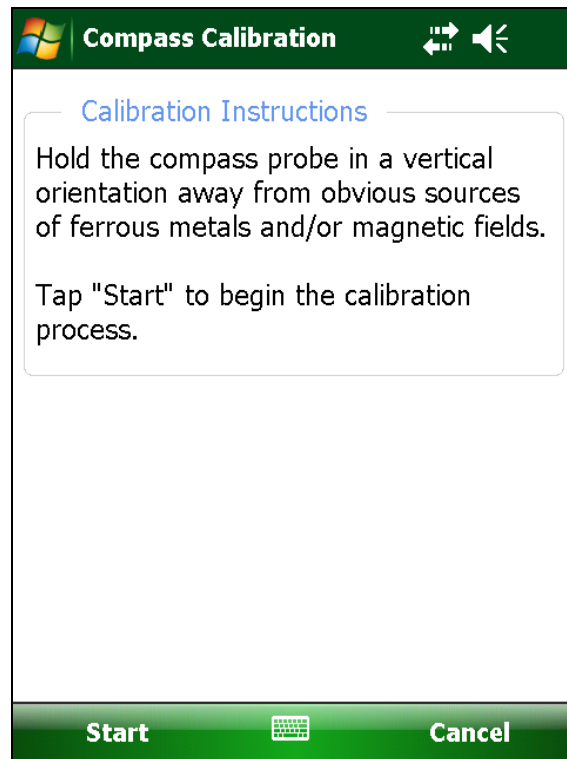 Compass Calibration
Calibration Instructions
Hold the compass probe in a vertical
orientation away from obvious sources
of ferrous metals and/or magnetic fields.
Tap "Start" to begin the calibration
process.
Start
Cancel